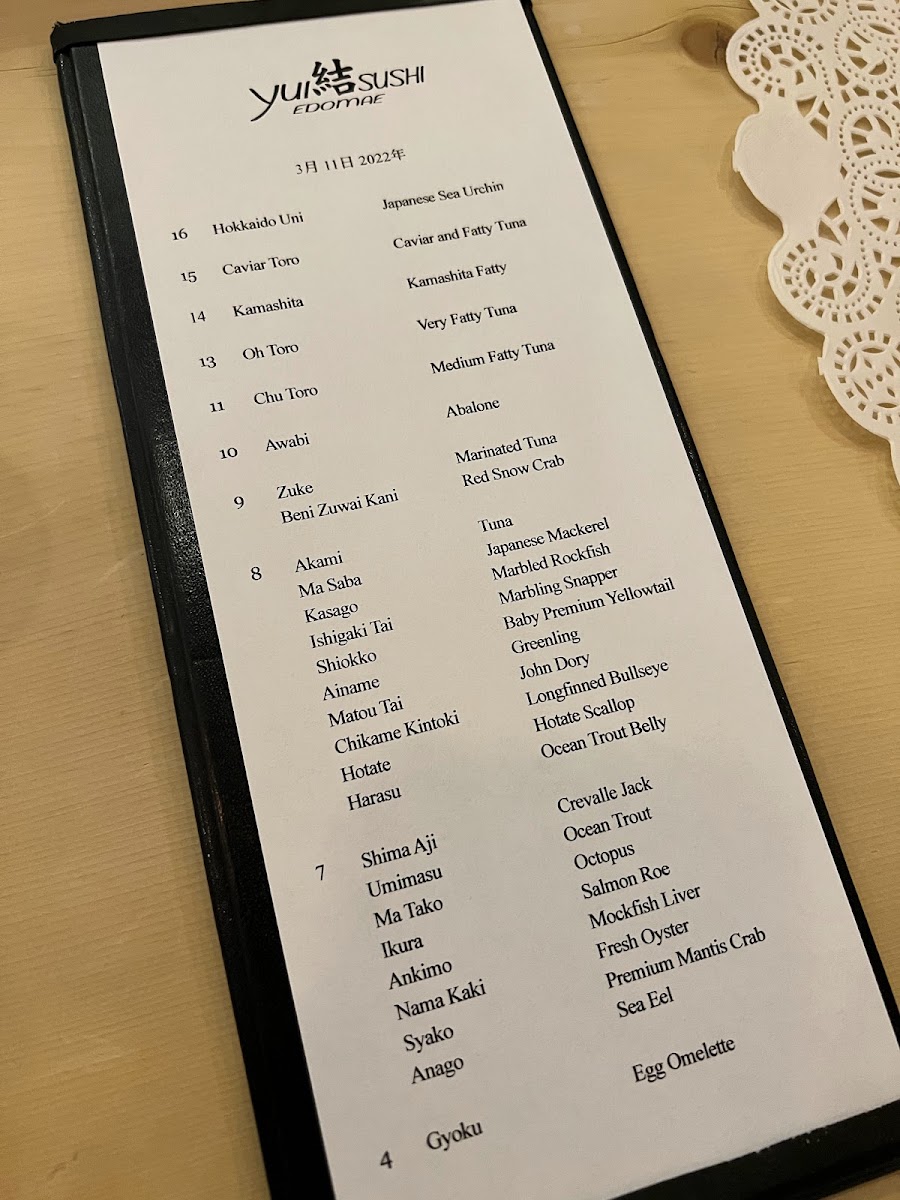 yui結SUSHI
EDOMAE
3月 11日 2022年
16 Hokkaido Uni Japanese Sea Urchin
15 Caviar Toro Caviar and Fatty Tuna
14 Kamashita Kamashita Fatty
13 Oh Toro Very Fatty Tuna
11 Chu Toro Medium Fatty Tuna
10 Awabi Abalone
9 Zuke Marinated Tuna
Beni Zuwai Kani Red Snow Crab
8 Akami Tuna
Ma Saba Japanese Mackerel
Kasago Marbled Rockfish
Ishigaki Tai Marbling Snapper
Shiokko Baby Premium Yellowtail
Ainame Greenling
Matou Tai John Dory
Chikame Kintoki Longfinned Bullseye
Hotate Hotate Scallop
Harasu Ocean Trout Belly
7 Shima Aji Crevalle Jack
Umimasu Ocean Trout
Ma Tako Octopus
Ikura Salmon Roe
Ankimo Mockfish Liver
Nama Kaki Fresh Oyster
Syako Premium Mantis Crab
Anago Sea Eel
4 Gyoku Egg Omelette